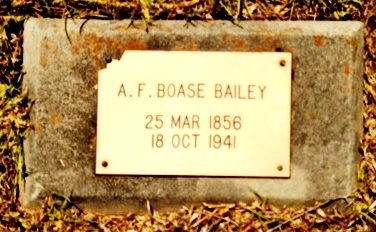 A. F. BOASE BAILEY
25 MAR 1856
18 OCT 1941